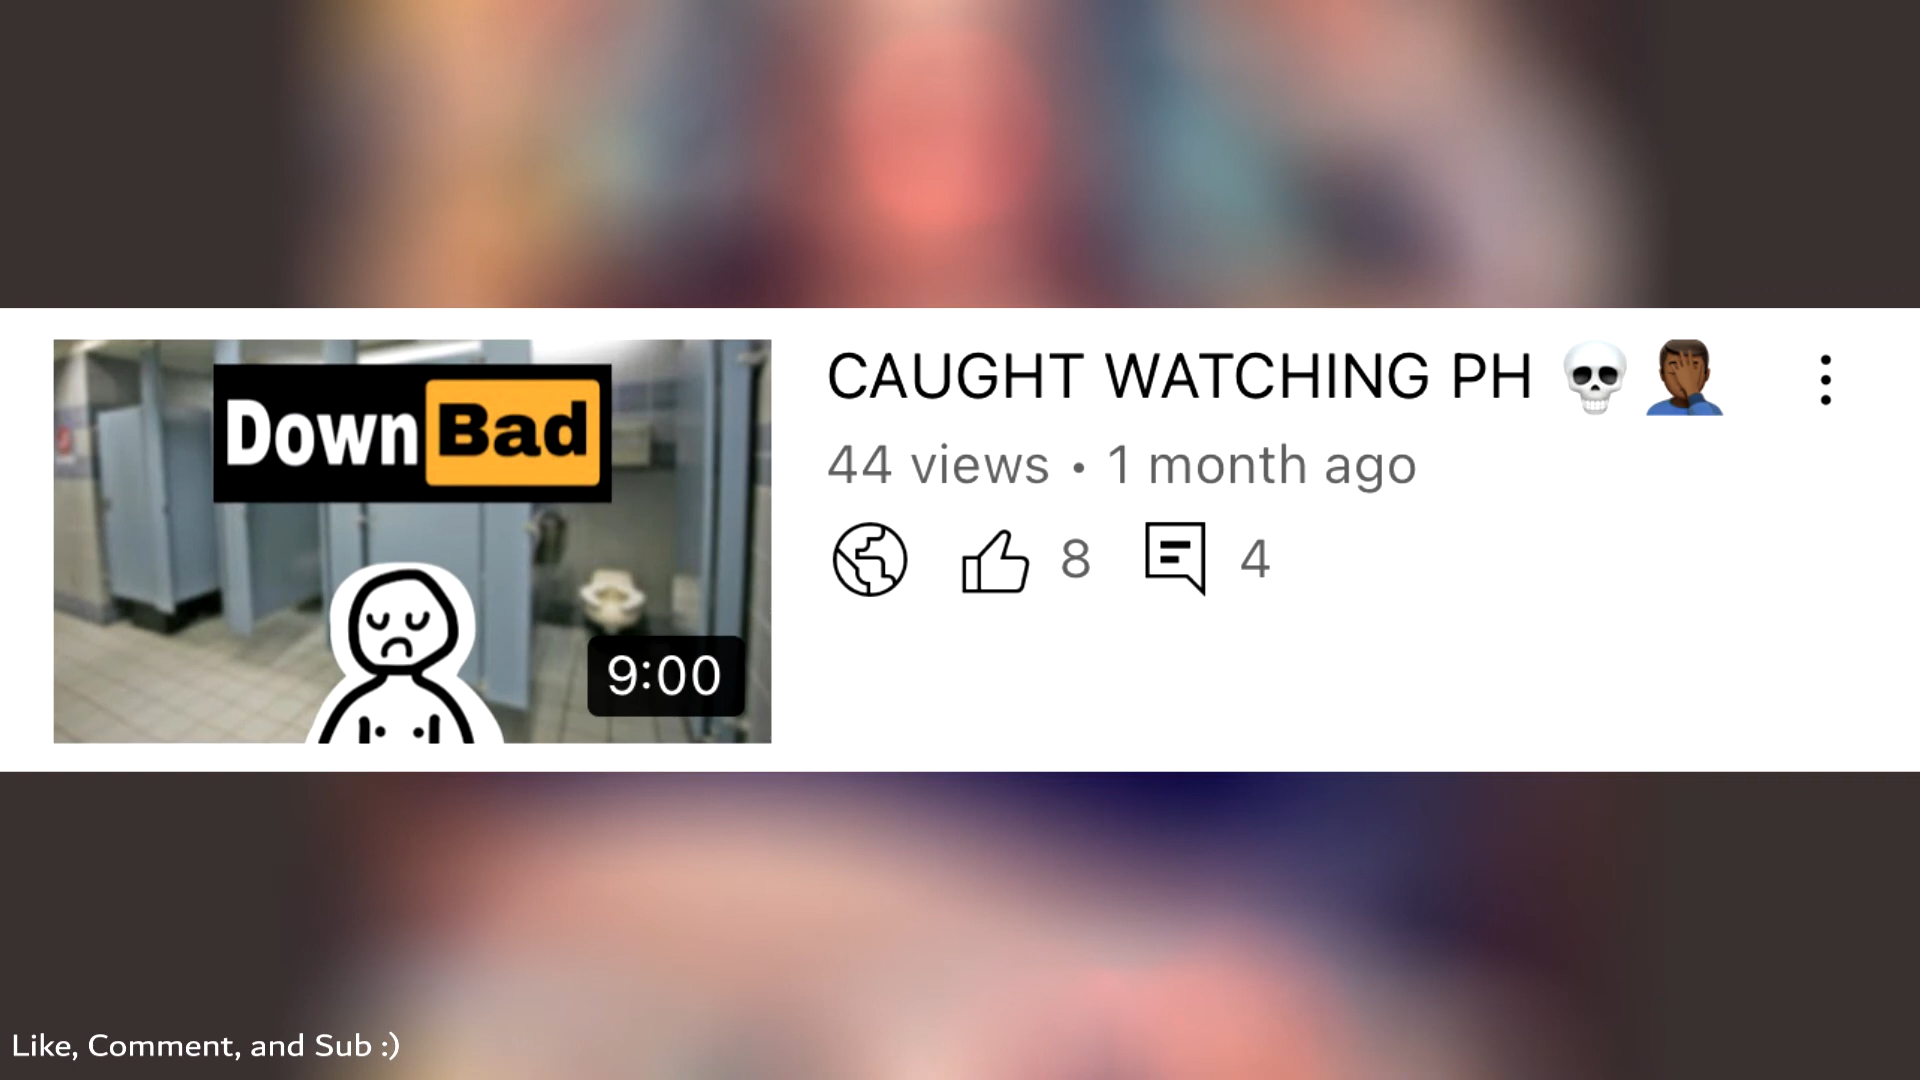 Down Bad
9:00
CAUGHT WATCHING PH 💀 🤦🏾‍♂️
44 views • 1 month ago
8 4
Like, Comment, and Sub :)